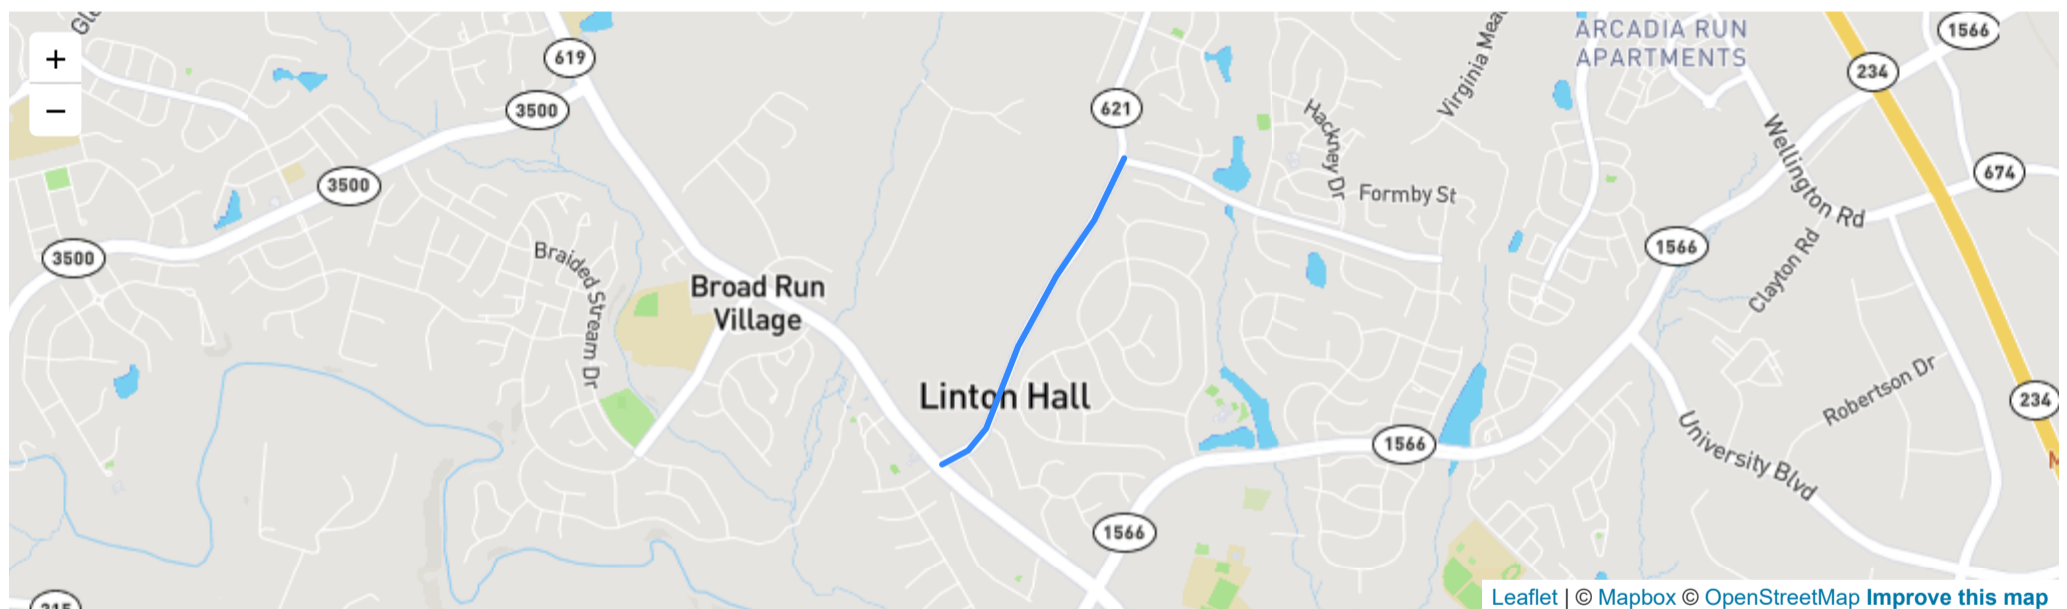 ARCADIA RUN
APARTMENTS
1566
+
619
234
−
3500
621
Hackney Dr
Wellington Rd
3500
674
Formby St
3500
1566
Braided Stream Dr
Clayton Rd
Broad Run
Village
Linton Hall
Robertson Dr
234
1566
University Blvd
1566
Leaflet | © Mapbox © OpenStreetMap Improve this map